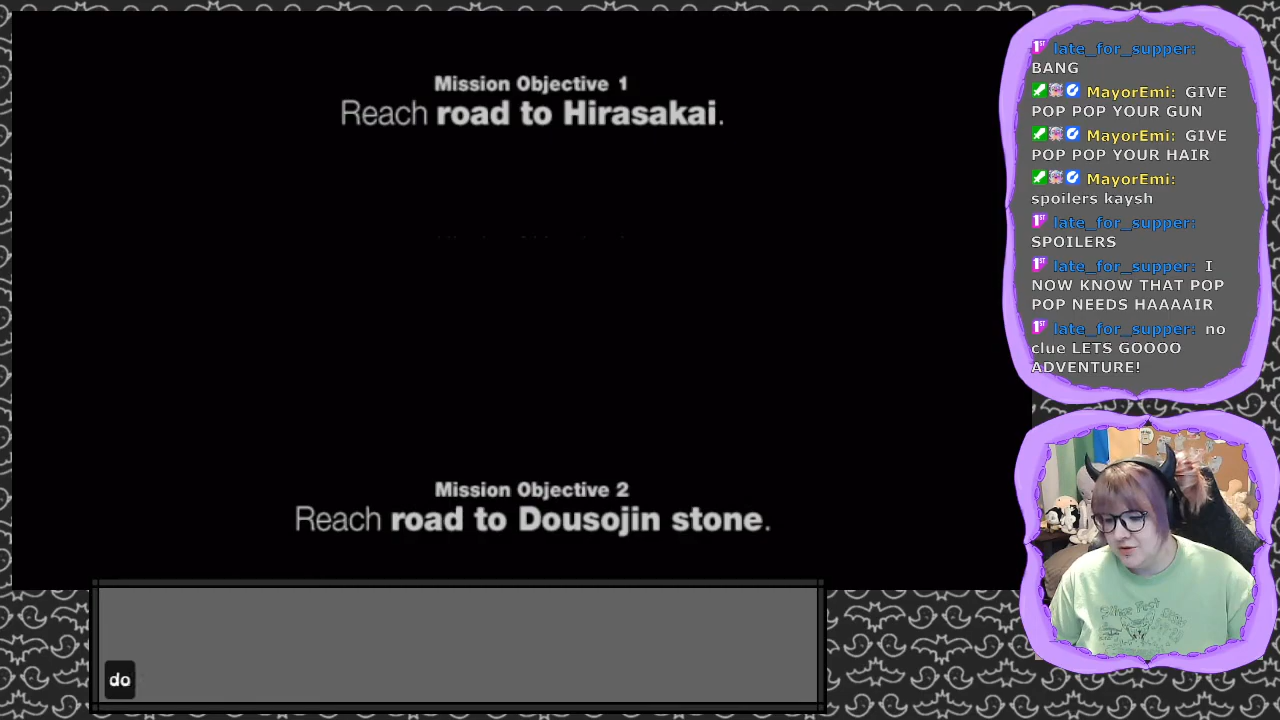 Mission Objective 1
Reach road to Hirasakai.
Mission Objective 2
Reach road to Dousojin stone.
do
late_for_supper:
BANG
MayorEmi: GIVE
POP POP YOUR GUN
MayorEmi: GIVE
POP POP YOUR HAIR
MayorEmi:
spoilers kaysh
late_for_supper:
SPOILERS
late_for_supper: I
NOW KNOW THAT POP
POP NEEDS HAAAAIR
late_for_supper: no
clue LETS GOOOO
ADVENTURE!